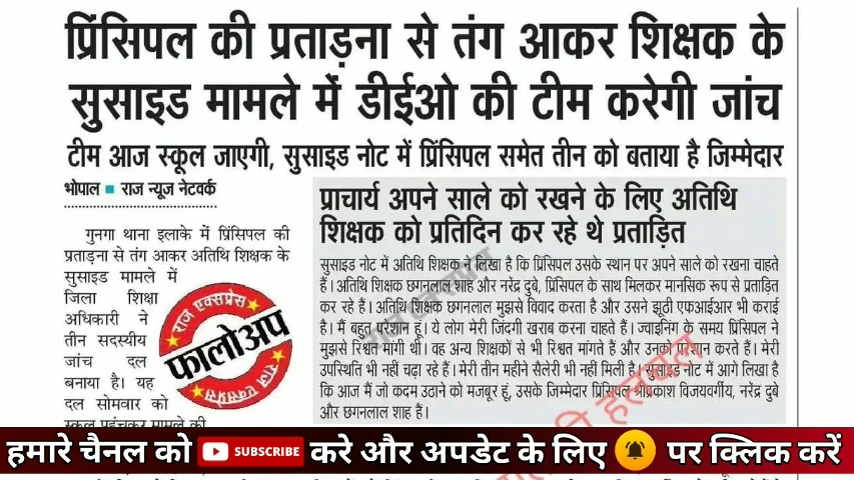 प्रिंसिपल की प्रताड़ना से तंग आकर शिक्षक के
सुसाइड मामले में डीईओ की टीम करेगी जांच
टीम आज स्कूल जाएगी, सुसाइड नोट में प्रिंसिपल समेत तीन को बताया है जिम्मेदार
भोपाल ■ राज न्यूज नेटवर्क
गुनगा थाना इलाके में प्रिंसिपल की
प्रताड़ना से तंग आकर अतिथि शिक्षक के
सुसाइड मामले में
जिला शिक्षा
अधिकारी ने
तीन सदस्यीय
जांच दल
बनाया है। यह
दल सोमवार को
स्कूल पहुंचकर मामले की
राज एक्सप्रेस
फालोअप
राज एक्सप्रेस
प्राचार्य अपने साले को रखने के लिए अतिथि
शिक्षक को प्रतिदिन कर रहे थे प्रताड़ित
सुसाइड नोट में अतिथि शिक्षक ने लिखा है कि प्रिंसिपल उसके स्थान पर अपने साले को रखना चाहते
हैं। अतिथि शिक्षक छगनलाल शाह और नरेंद्र दुबे, प्रिंसिपल के साथ मिलकर मानसिक रूप से प्रताड़ित
कर रहे हैं। अतिथि शिक्षक छगनलाल मुझसे विवाद करता है और उसने झूठी एफआईआर भी कराई
है। मैं बहुत परेशान हूं। ये लोग मेरी जिंदगी खराब करना चाहते हैं। ज्वाइनिंग के समय प्रिंसिपल ने
मुझसे रिश्वत मांगी थी। वह अन्य शिक्षकों से भी रिश्वत मांगते हैं और उनको परेशान करते हैं। मेरी
उपस्थिति भी नहीं चढ़ा रहे हैं। मेरी तीन महीने सैलेरी भी नहीं मिली है। सुसाइड नोट में आगे लिखा है
कि आज मैं जो कदम उठाने को मजबूर हूं, उसके जिम्मेदार प्रिंसिपल श्रीप्रकाश विजयवर्गीय, नरेंद्र दुबे
और छगनलाल शाह हैं।
हमारे चैनल को SUBSCRIBE करे और अपडेट के लिए पर क्लिक करें